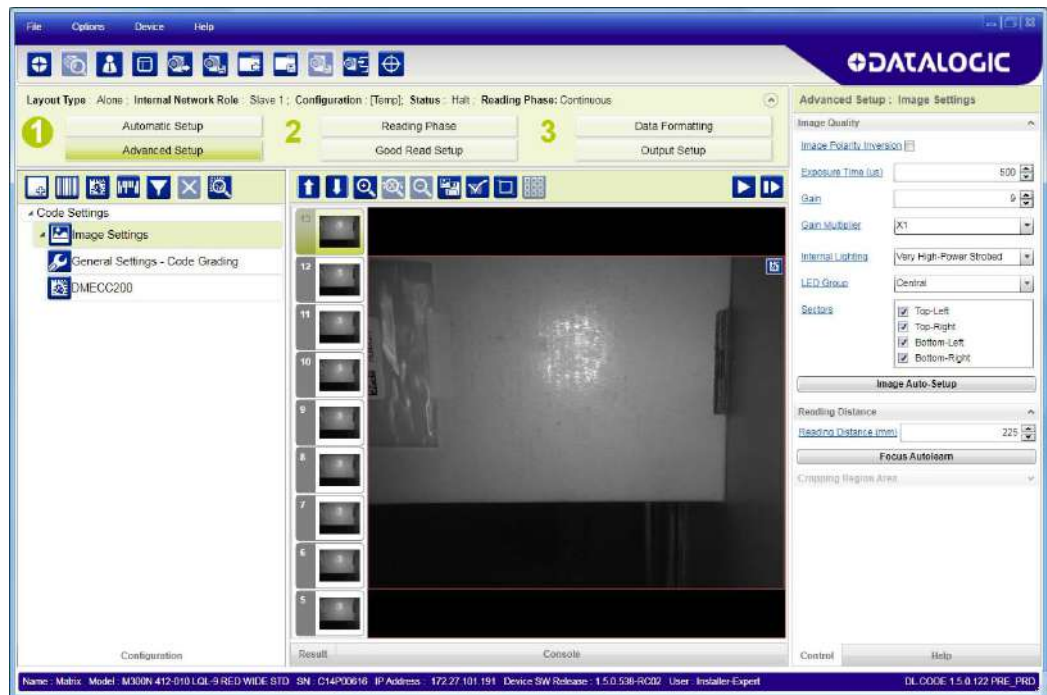 File Options Device Help
DATALOGIC
Layout Type : Alone ; Internal Network Role : Slave 1 ; Configuration : [Temp]; Status : Halt ; Reading Phase: Continuous
1 Automatic Setup 2 Reading Phase 3 Data Formatting
Advanced Setup Good Read Setup Output Setup
Advanced Setup : Image Settings
Image Quality
Image Polarity Inversion
Exposure Time (us) 500
Gain 9
Gain Multiplier X1
Internal Lighting Very High-Power Strobed
LED Group Central
Sectors Top-Left
Top-Right
Bottom-Left
Bottom-Right
Image Auto-Setup
Reading Distance
Reading Distance (mm) 225
Focus Autolearn
Cropping Region Area
Code Settings
Image Settings
General Settings - Code Grading
DMECC200
13
12
11
10
9
8
7
6
5
Configuration Result Console Control Help
Name : Matrix Model : M300N 412-010 LQL-9 RED WIDE STD SN : C14P00616 IP Address : 172.27.101.191 Device SW Release : 1.5.0.538-RC02 User : Installer-Expert DL.CODE 1.5.0.122 PRE_PRD